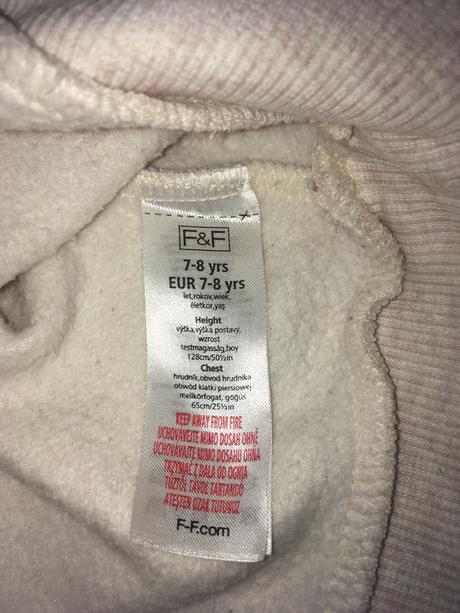 F&F
7-8 yrs
EUR 7-8 yrs
let,rokov,wiek,
életkor,yaş
Height
výška,výška postavy,
wzrost
testmagasság,boy
128cm/50½in
Chest
hrudník,obvod hrudníka
obwód klatki piersiowej
mellkörfogat, göğüs
65cm/25½in
KEEP AWAY FROM FIRE
UCHOVÁVEJTE MIMO DOSAH OHNĚ
UCHOVÁVAJTE MIMO DOSAHU OHŇA
TRZYMAĆ Z DALA OD OGNIA
TŰZTŐL TÁVOL TARTANDÓ
ATEŞTEN UZAK TUTUNUZ
F-F.com